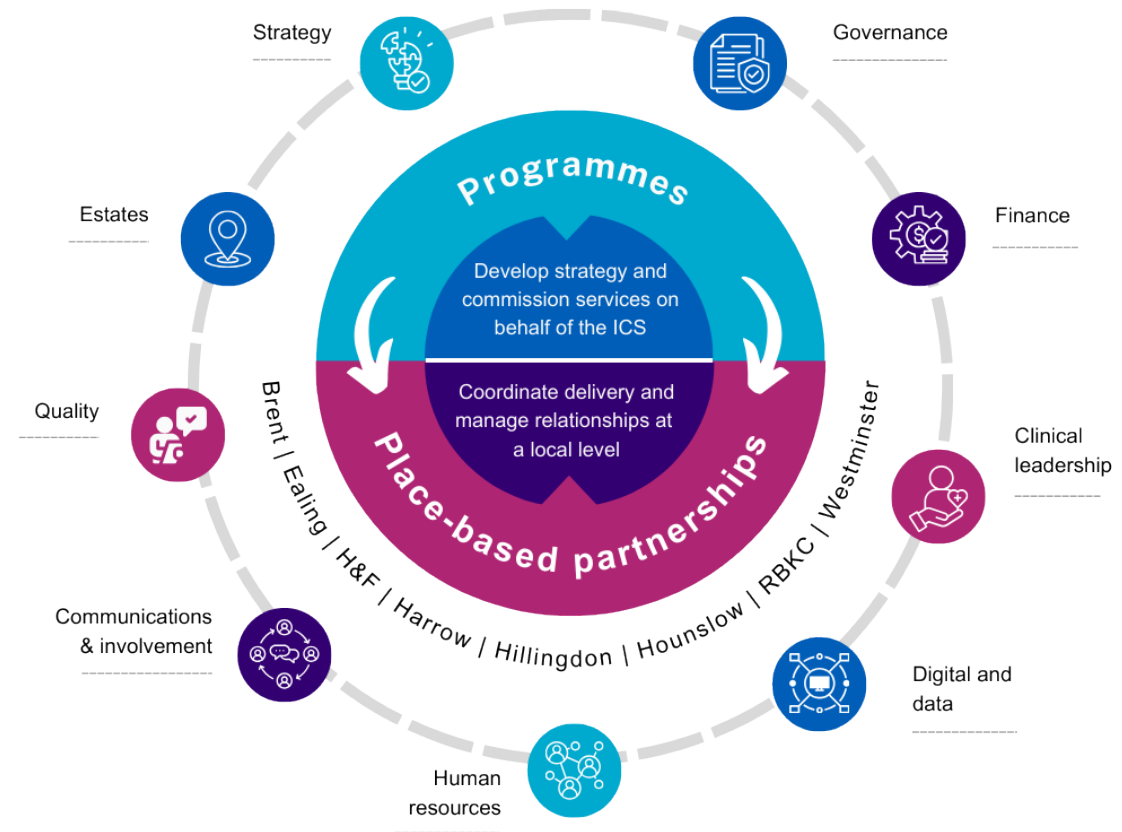 Strategy
Governance
Estates
Finance
Programmes
Develop strategy and
commission services on
behalf of the ICS
Coordinate delivery and
manage relationships at
a local level
Place-based partnerships
Brent | Ealing | H&F | Harrow | Hillingdon | Hounslow | RBKC | Westminster
Quality
Clinical
leadership
Communications
& involvement
Digital and
data
Human
resources